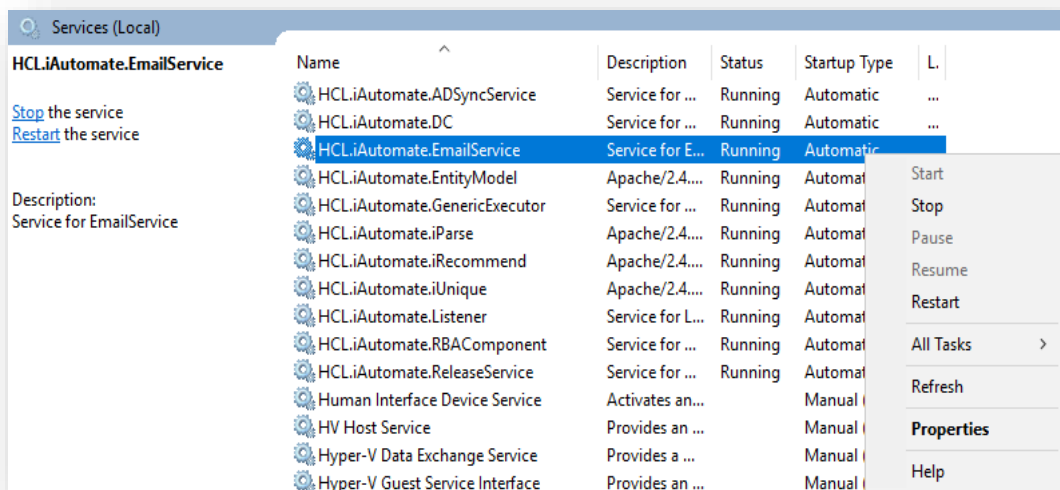 Services (Local)
HCL.iAutomate.EmailService
Stop the service
Restart the service
Description:
Service for EmailService
Name Description Status Startup Type L.
HCL.iAutomate.ADSyncService Service for ... Running Automatic ...
HCL.iAutomate.DC Service for ... Running Automatic ...
HCL.iAutomate.EmailService Service for E... Running Automatic
HCL.iAutomate.EntityModel Apache/2.4.... Running Automat
HCL.iAutomate.GenericExecutor Service for ... Running Automat
HCL.iAutomate.iParse Apache/2.4.... Running Automat
HCL.iAutomate.iRecommend Apache/2.4.... Running Automat
HCL.iAutomate.iUnique Apache/2.4.... Running Automat
HCL.iAutomate.Listener Service for L... Running Automat
HCL.iAutomate.RBAComponent Service for ... Running Automat
HCL.iAutomate.ReleaseService Service for ... Running Automat
Human Interface Device Service Activates an... Manual (
HV Host Service Provides an ... Manual (
Hyper-V Data Exchange Service Provides a ... Manual (
Hyper-V Guest Service Interface Provides an ... Manual (
Start
Stop
Pause
Resume
Restart
All Tasks >
Refresh
Properties
Help